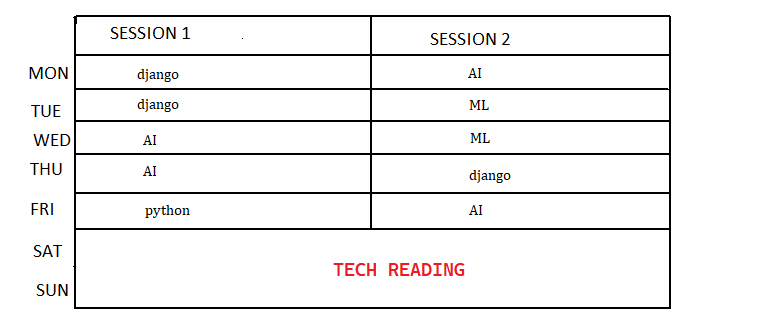 SESSION 1 SESSION 2
MON django AI
TUE django ML
WED AI ML
THU AI django
FRI python AI
SAT
TECH READING
SUN